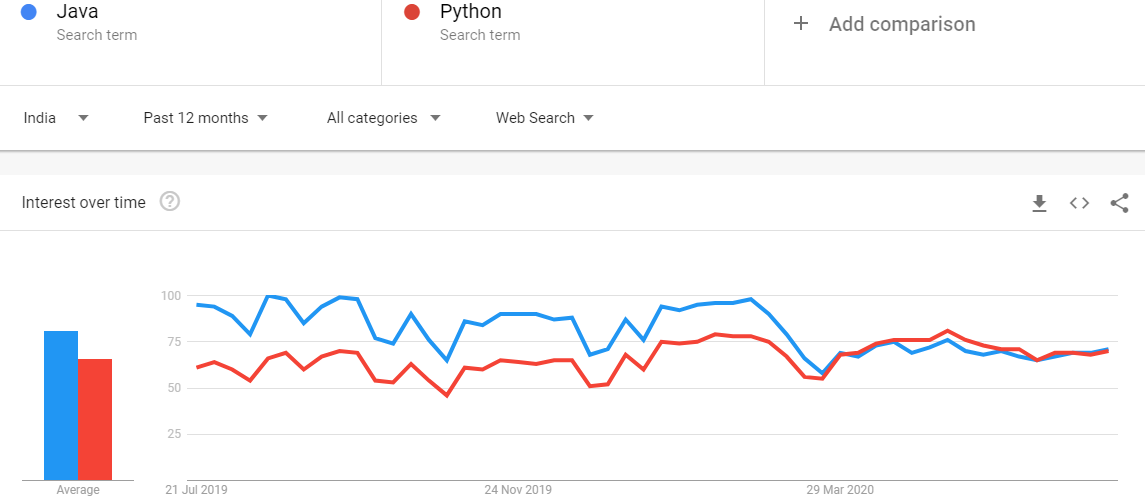 Java
Search term
Python
Search term
+ Add comparison
India
Past 12 months
All categories
Web Search
Interest over time ?
100
75
50
25
Average
21 Jul 2019
24 Nov 2019
29 Mar 2020